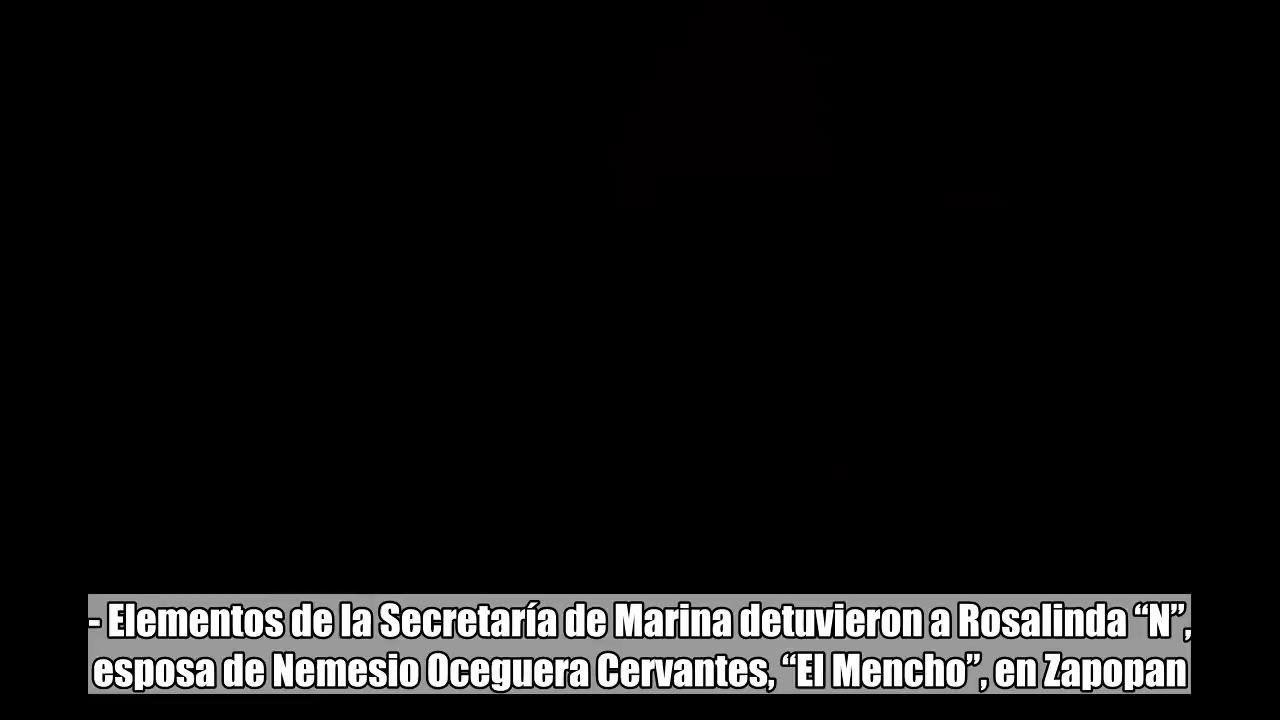 - Elementos de la Secretaría de Marina detuvieron a Rosalinda “N”,
esposa de Nemesio Oceguera Cervantes, “El Mencho”, en Zapopan